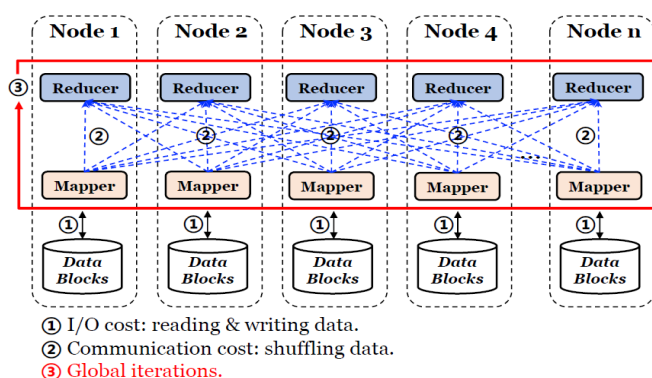 Node 1 Node 2 Node 3 Node 4 Node n
③ Reducer Reducer Reducer Reducer Reducer
② ② ② ② ②
...
Mapper Mapper Mapper Mapper Mapper
① ① ① ① ①
Data Data Data Data Data
Blocks Blocks Blocks Blocks Blocks
① I/O cost: reading & writing data.
② Communication cost: shuffling data.
③ Global iterations.